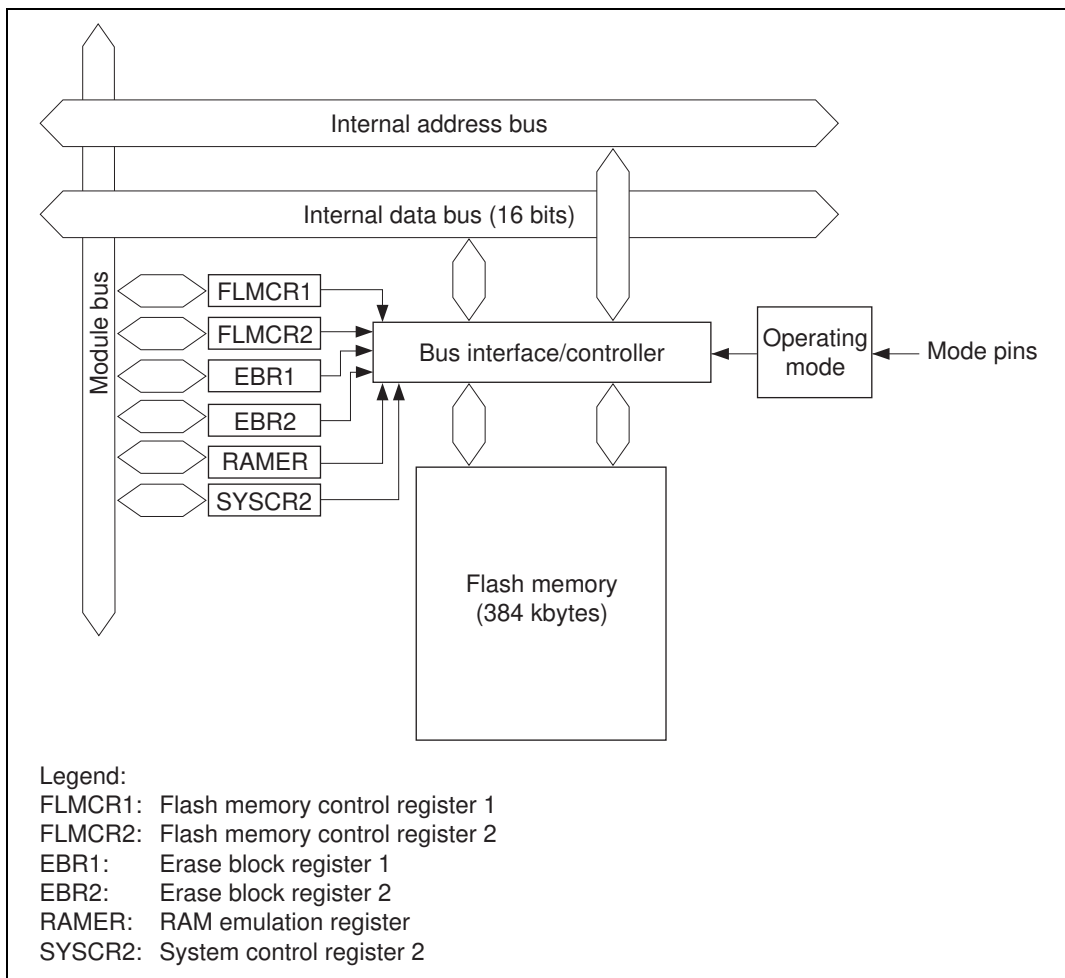 Internal address bus
Internal data bus (16 bits)
Module bus
FLMCR1
FLMCR2
EBR1
EBR2
RAMER
SYSCR2
Bus interface/controller
Operating
mode
Mode pins
Flash memory
(384 kbytes)
Legend:
FLMCR1: Flash memory control register 1
FLMCR2: Flash memory control register 2
EBR1: Erase block register 1
EBR2: Erase block register 2
RAMER: RAM emulation register
SYSCR2: System control register 2